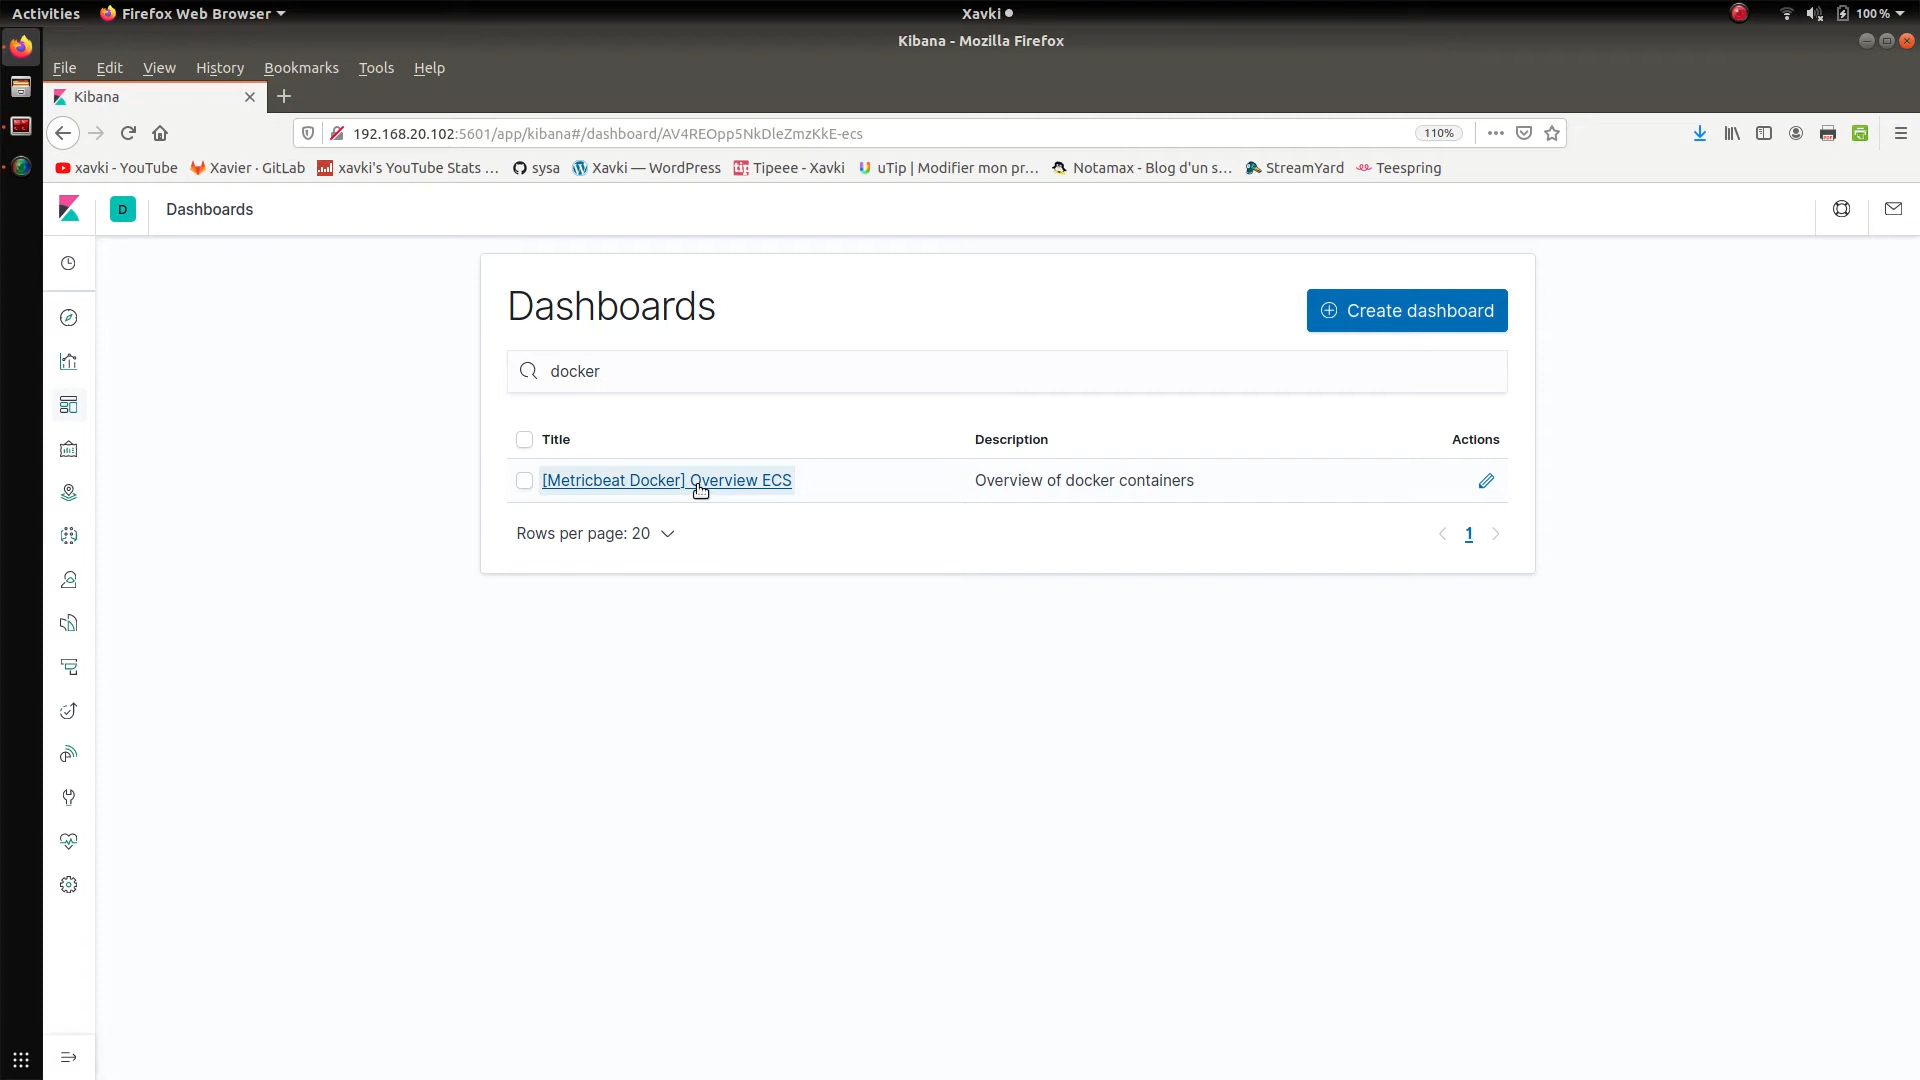 Activities Firefox Web Browser Xavki 100 %
Kibana - Mozilla Firefox
File Edit View History Bookmarks Tools Help
Kibana
192.168.20.102:5601/app/kibana#/dashboard/AV4REOpp5NkDleZmzKkE-ecs 110%
xavki - YouTube Xavier · GitLab xavki's YouTube Stats ... sysa Xavki — WordPress Tipeee - Xavki uTip | Modifier mon pr... Notamax - Blog d'un s... StreamYard Teespring
D Dashboards
Dashboards
Create dashboard
docker
Title Description Actions
[Metricbeat Docker] Overview ECS Overview of docker containers
Rows per page: 20 1